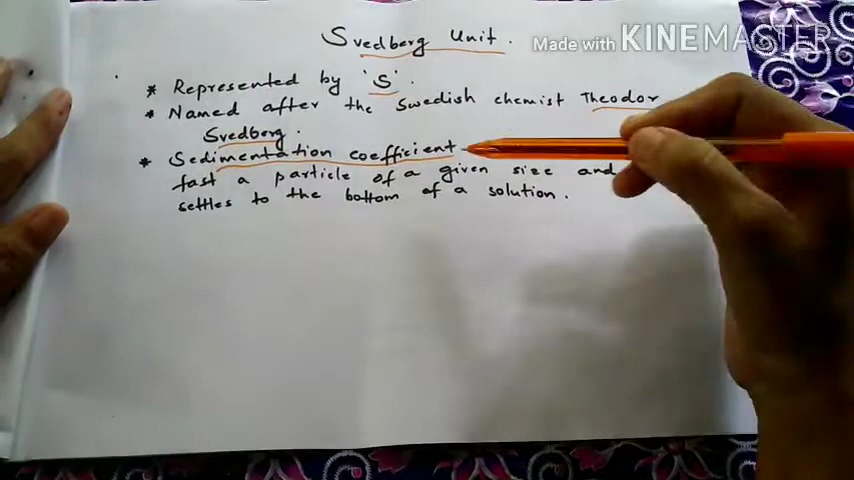 Made with KINEMASTER
Svedberg Unit.
* Represented by 'S'.
* Named after the Swedish chemist Theodor
Svedberg.
* Sedimentation coefficient
fast a particle of a given size and
settles to the bottom of a solution.